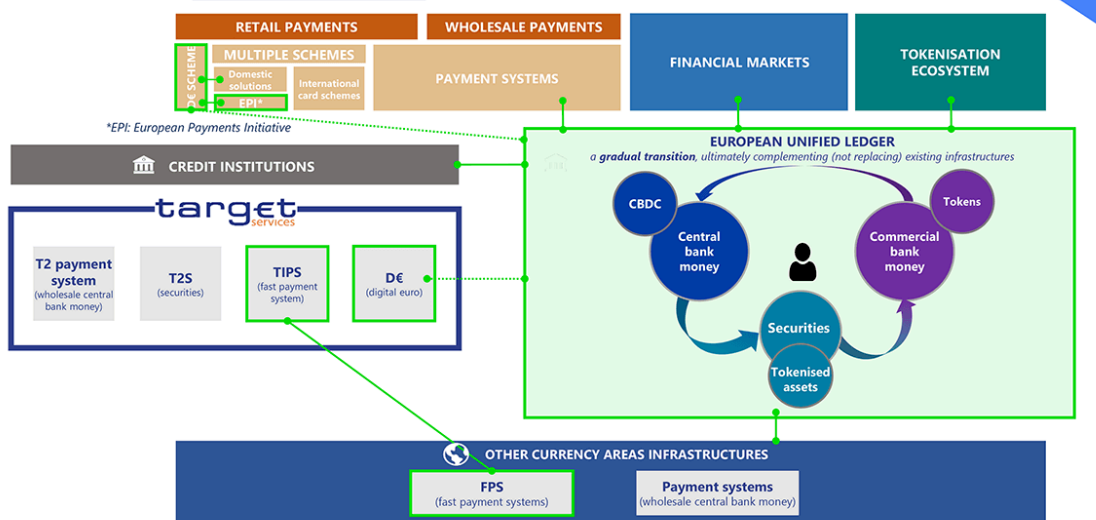 RETAIL PAYMENTS
WHOLESALE PAYMENTS
FINANCIAL MARKETS
TOKENISATION
ECOSYSTEM
D€ SCHEME
MULTIPLE SCHEMES
Domestic
solutions
EPI*
International
card schemes
PAYMENT SYSTEMS
*EPI: European Payments Initiative
CREDIT INSTITUTIONS
target
services
T2 payment
system
(wholesale central
bank money)
T2S
(securities)
TIPS
(fast payment
system)
D€
(digital euro)
EUROPEAN UNIFIED LEDGER
a gradual transition, ultimately complementing (not replacing) existing infrastructures
CBDC
Central
bank
money
Tokens
Commercial
bank
money
Securities
Tokenised
assets
OTHER CURRENCY AREAS INFRASTRUCTURES
FPS
(fast payment systems)
Payment systems
(wholesale central bank money)